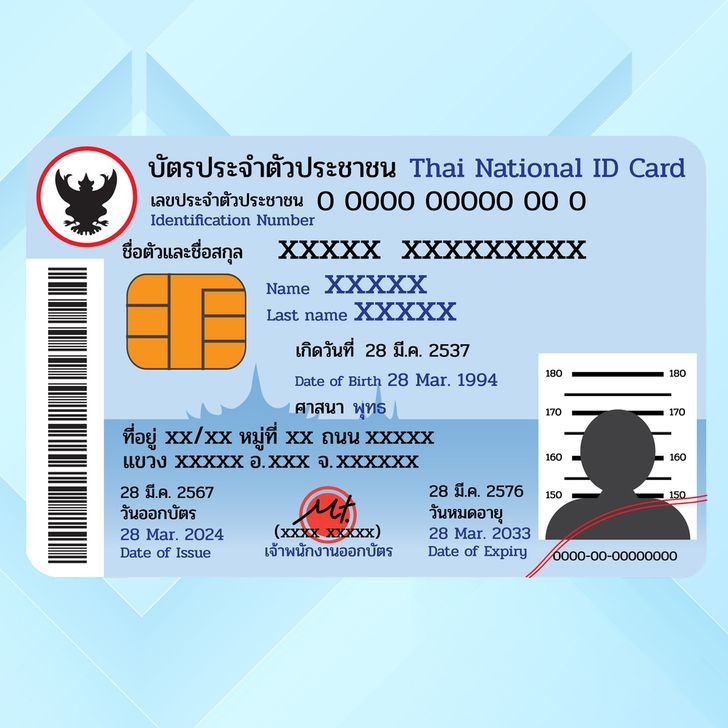 บัตรประจำตัวประชาชน Thai National ID Card
เลขประจำตัวประชาชน 0 0000 00000 00 0
Identification Number
ชื่อตัวและชื่อสกุล XXXXX XXXXXXXXX
Name XXXXX
Last name XXXXX
เกิดวันที่ 28 มี.ค. 2537
Date of Birth 28 Mar. 1994
ศาสนา พุทธ
ที่อยู่ xx/xx หมู่ที่ xx ถนน xxxxx
แขวง xxxxx อ.xxx จ.xxxxxx
28 มี.ค. 2567
วันออกบัตร
28 Mar. 2024
Date of Issue
Mt.
(xxxx xxxxx)
เจ้าพนักงานออกบัตร
28 มี.ค. 2576
วันหมดอายุ
28 Mar. 2033
Date of Expiry
180 180
170 170
160 160
150 150
0000-00-00000000